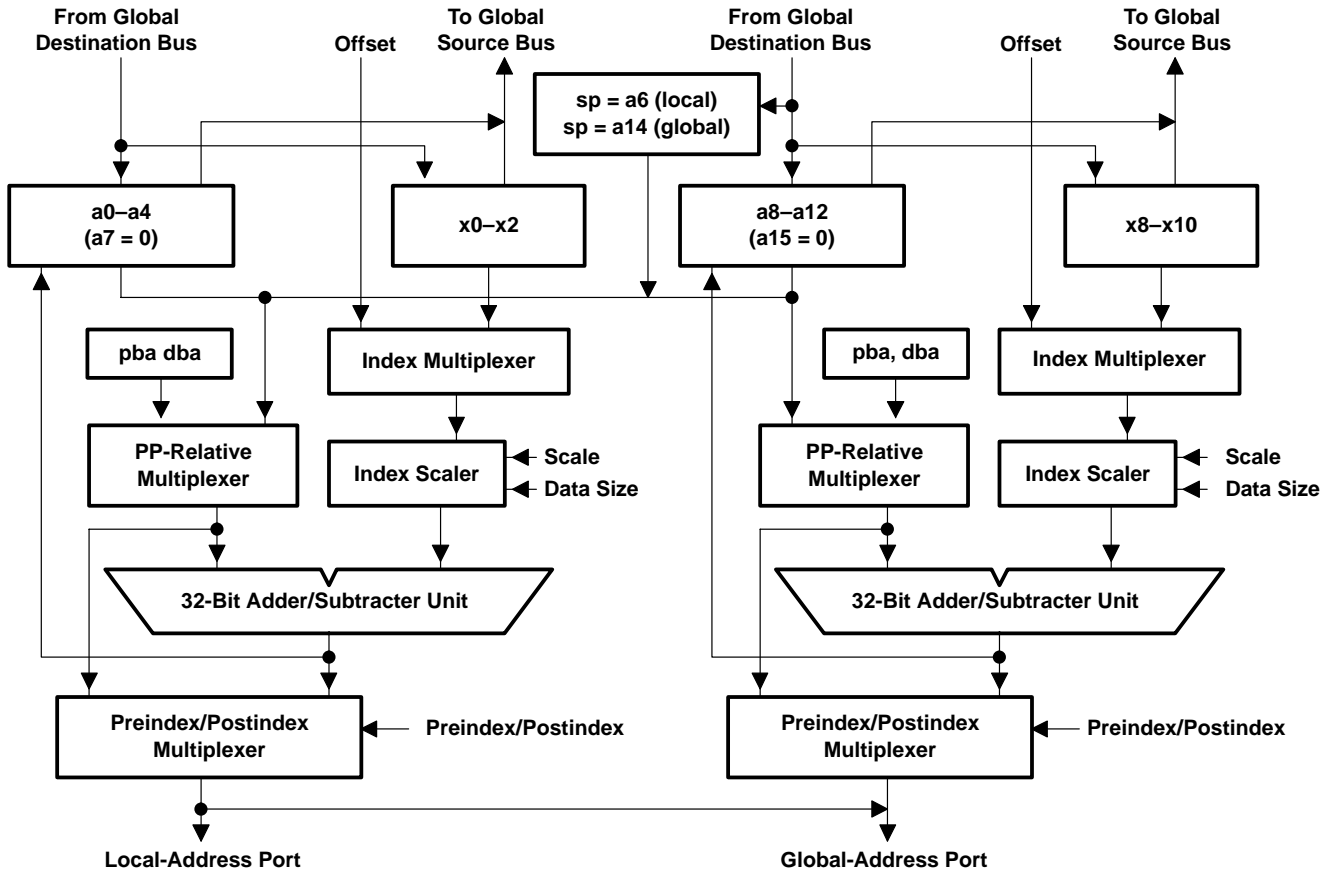 From Global
Destination Bus
Offset
To Global
Source Bus
From Global
Destination Bus
Offset
To Global
Source Bus
sp = a6 (local)
sp = a14 (global)
a0–a4
(a7 = 0)
x0–x2
a8–a12
(a15 = 0)
x8–x10
pba dba
Index Multiplexer
pba, dba
Index Multiplexer
PP-Relative
Multiplexer
Index Scaler
Scale
Data Size
PP-Relative
Multiplexer
Index Scaler
Scale
Data Size
32-Bit Adder/Subtracter Unit
32-Bit Adder/Subtracter Unit
Preindex/Postindex
Multiplexer
Preindex/Postindex
Preindex/Postindex
Multiplexer
Preindex/Postindex
Local-Address Port
Global-Address Port